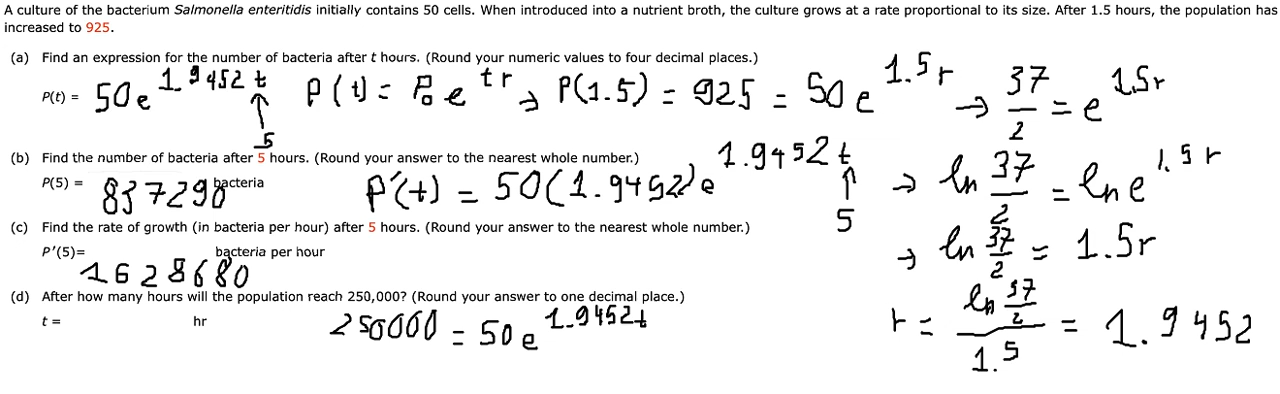 A culture of the bacterium Salmonella enteritidis initially contains 50 cells. When introduced into a nutrient broth, the culture grows at a rate proportional to its size. After 1.5 hours, the population has
increased to 925.
(a) Find an expression for the number of bacteria after t hours. (Round your numeric values to four decimal places.)
P(t) = 50e^1.9452t ↑ 5 P(t) = P₀e^tr → P(1.5) = 925 = 50e^1.5r → 37/2 = e^1.5r
(b) Find the number of bacteria after 5 hours. (Round your answer to the nearest whole number.)
P(5) = 837290 bacteria P'(t) = 50(1.9452)e^1.9452t ↑ 5 → ln 37/2 = ln e^1.5r
(c) Find the rate of growth (in bacteria per hour) after 5 hours. (Round your answer to the nearest whole number.)
P'(5)= 1628680 bacteria per hour → ln 37/2 = 1.5r
(d) After how many hours will the population reach 250,000? (Round your answer to one decimal place.)
t = hr 250000 = 50e^1.9452t r = ln 37/2 / 1.5 = 1.9452